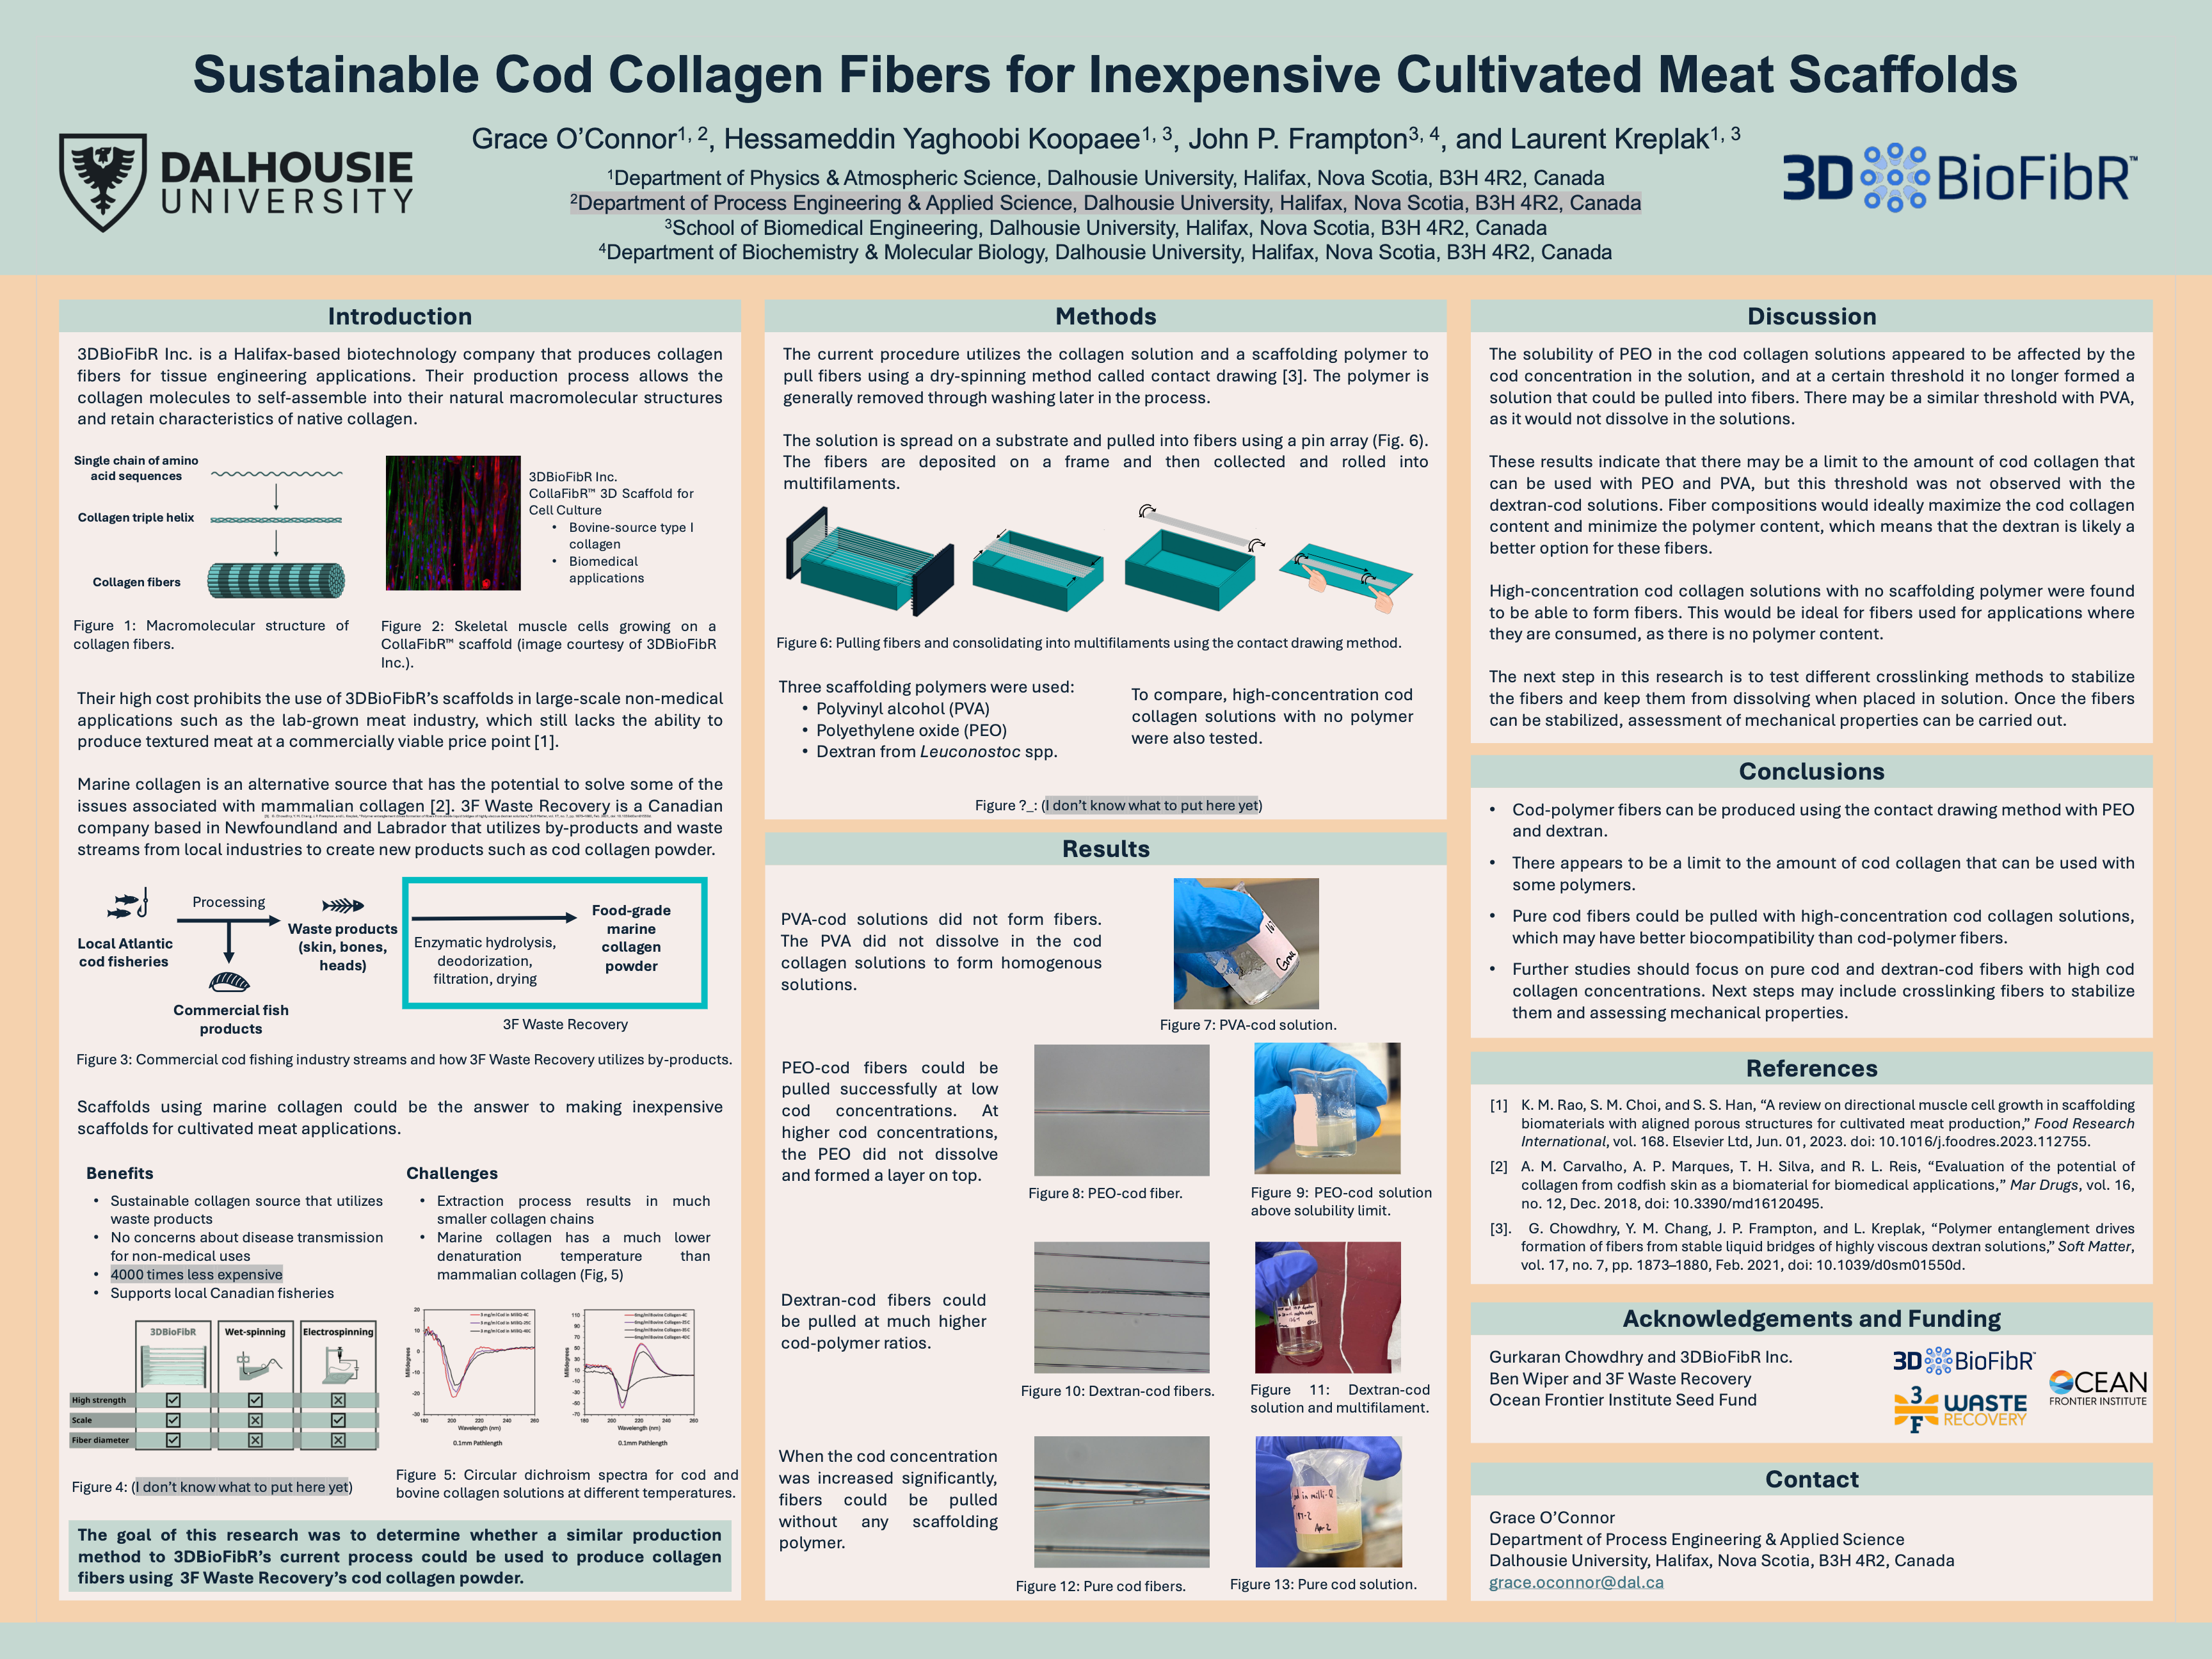 Sustainable Cod Collagen Fibers for Inexpensive Cultivated Meat Scaffolds
DALHOUSIE
UNIVERSITY
Grace O’Connor1, 2, Hessameddin Yaghoobi Koopaee1, 3, John P. Frampton3, 4, and Laurent Kreplak1, 3
1Department of Physics & Atmospheric Science, Dalhousie University, Halifax, Nova Scotia, B3H 4R2, Canada
2Department of Process Engineering & Applied Science, Dalhousie University, Halifax, Nova Scotia, B3H 4R2, Canada
3School of Biomedical Engineering, Dalhousie University, Halifax, Nova Scotia, B3H 4R2, Canada
4Department of Biochemistry & Molecular Biology, Dalhousie University, Halifax, Nova Scotia, B3H 4R2, Canada
3D BioFibR™
Introduction
3DBioFibR Inc. is a Halifax-based biotechnology company that produces collagen
fibers for tissue engineering applications. Their production process allows the
collagen molecules to self-assemble into their natural macromolecular structures
and retain characteristics of native collagen.
Single chain of amino
acid sequences
Collagen triple helix
Collagen fibers
3DBioFibR Inc.
CollaFibR™ 3D Scaffold for
Cell Culture
• Bovine-source type I
collagen
• Biomedical
applications
Figure 1: Macromolecular structure of
collagen fibers.
Figure 2: Skeletal muscle cells growing on a
CollaFibR™ scaffold (image courtesy of 3DBioFibR
Inc.).
Their high cost prohibits the use of 3DBioFibR’s scaffolds in large-scale non-medical
applications such as the lab-grown meat industry, which still lacks the ability to
produce textured meat at a commercially viable price point [1].
Marine collagen is an alternative source that has the potential to solve some of the
issues associated with mammalian collagen [2]. 3F Waste Recovery is a Canadian
company based in Newfoundland and Labrador that utilizes by-products and waste
streams from local industries to create new products such as cod collagen powder.
Local Atlantic
cod fisheries
Processing
Commercial fish
products
Waste products
(skin, bones,
heads)
Enzymatic hydrolysis,
deodorization,
filtration, drying
Food-grade
marine
collagen
powder
3F Waste Recovery
Figure 3: Commercial cod fishing industry streams and how 3F Waste Recovery utilizes by-products.
Scaffolds using marine collagen could be the answer to making inexpensive
scaffolds for cultivated meat applications.
Benefits
• Sustainable collagen source that utilizes
waste products
• No concerns about disease transmission
for non-medical uses
• 4000 times less expensive
• Supports local Canadian fisheries
Challenges
• Extraction process results in much
smaller collagen chains
• Marine collagen has a much lower
denaturation temperature than
mammalian collagen (Fig, 5)
3DBioFibR Wet-spinning Electrospinning
High strength
Scale
Fiber diameter
20
10
0
-10
-20
-30
180 200 220 240 260
Millidegrees
Wavelength (nm)
0.1mm Pathlength
110
90
70
50
30
10
-10
-30
-50
-70
180 200 220 240 260
Millidegrees
Wavelength (nm)
0.1mm Pathlength
Figure 4: (I don’t know what to put here yet)
Figure 5: Circular dichroism spectra for cod and
bovine collagen solutions at different temperatures.
The goal of this research was to determine whether a similar production
method to 3DBioFibR’s current process could be used to produce collagen
fibers using 3F Waste Recovery’s cod collagen powder.
Methods
The current procedure utilizes the collagen solution and a scaffolding polymer to
pull fibers using a dry-spinning method called contact drawing [3]. The polymer is
generally removed through washing later in the process.
The solution is spread on a substrate and pulled into fibers using a pin array (Fig. 6).
The fibers are deposited on a frame and then collected and rolled into
multifilaments.
Figure 6: Pulling fibers and consolidating into multifilaments using the contact drawing method.
Three scaffolding polymers were used:
• Polyvinyl alcohol (PVA)
• Polyethylene oxide (PEO)
• Dextran from Leuconostoc spp.
To compare, high-concentration cod
collagen solutions with no polymer
were also tested.
Figure ?_: (I don’t know what to put here yet)
Results
PVA-cod solutions did not form fibers.
The PVA did not dissolve in the cod
collagen solutions to form homogenous
solutions.
Grace
Figure 7: PVA-cod solution.
PEO-cod fibers could be
pulled successfully at low
cod concentrations. At
higher cod concentrations,
the PEO did not dissolve
and formed a layer on top.
Figure 8: PEO-cod fiber.
Figure 9: PEO-cod solution
above solubility limit.
Dextran-cod fibers could
be pulled at much higher
cod-polymer ratios.
Figure 10: Dextran-cod fibers.
Figure 11: Dextran-cod
solution and multifilament.
When the cod concentration
was increased significantly,
fibers could be pulled
without any scaffolding
polymer.
Figure 12: Pure cod fibers.
Figure 13: Pure cod solution.
Discussion
The solubility of PEO in the cod collagen solutions appeared to be affected by the
cod concentration in the solution, and at a certain threshold it no longer formed a
solution that could be pulled into fibers. There may be a similar threshold with PVA,
as it would not dissolve in the solutions.
These results indicate that there may be a limit to the amount of cod collagen that
can be used with PEO and PVA, but this threshold was not observed with the
dextran-cod solutions. Fiber compositions would ideally maximize the cod collagen
content and minimize the polymer content, which means that the dextran is likely a
better option for these fibers.
High-concentration cod collagen solutions with no scaffolding polymer were found
to be able to form fibers. This would be ideal for fibers used for applications where
they are consumed, as there is no polymer content.
The next step in this research is to test different crosslinking methods to stabilize
the fibers and keep them from dissolving when placed in solution. Once the fibers
can be stabilized, assessment of mechanical properties can be carried out.
Conclusions
• Cod-polymer fibers can be produced using the contact drawing method with PEO
and dextran.
• There appears to be a limit to the amount of cod collagen that can be used with
some polymers.
• Pure cod fibers could be pulled with high-concentration cod collagen solutions,
which may have better biocompatibility than cod-polymer fibers.
• Further studies should focus on pure cod and dextran-cod fibers with high cod
collagen concentrations. Next steps may include crosslinking fibers to stabilize
them and assessing mechanical properties.
References
[1] K. M. Rao, S. M. Choi, and S. S. Han, “A review on directional muscle cell growth in scaffolding
biomaterials with aligned porous structures for cultivated meat production,” Food Research
International, vol. 168. Elsevier Ltd, Jun. 01, 2023. doi: 10.1016/j.foodres.2023.112755.
[2] A. M. Carvalho, A. P. Marques, T. H. Silva, and R. L. Reis, “Evaluation of the potential of
collagen from codfish skin as a biomaterial for biomedical applications,” Mar Drugs, vol. 16,
no. 12, Dec. 2018, doi: 10.3390/md16120495.
[3]. G. Chowdhry, Y. M. Chang, J. P. Frampton, and L. Kreplak, “Polymer entanglement drives
formation of fibers from stable liquid bridges of highly viscous dextran solutions,” Soft Matter,
vol. 17, no. 7, pp. 1873–1880, Feb. 2021, doi: 10.1039/d0sm01550d.
Acknowledgements and Funding
Gurkaran Chowdhry and 3DBioFibR Inc.
Ben Wiper and 3F Waste Recovery
Ocean Frontier Institute Seed Fund
3D BioFibR™
3F WASTE
RECOVERY
OCEAN
FRONTIER INSTITUTE
Contact
Grace O’Connor
Department of Process Engineering & Applied Science
Dalhousie University, Halifax, Nova Scotia, B3H 4R2, Canada
grace.oconnor@dal.ca